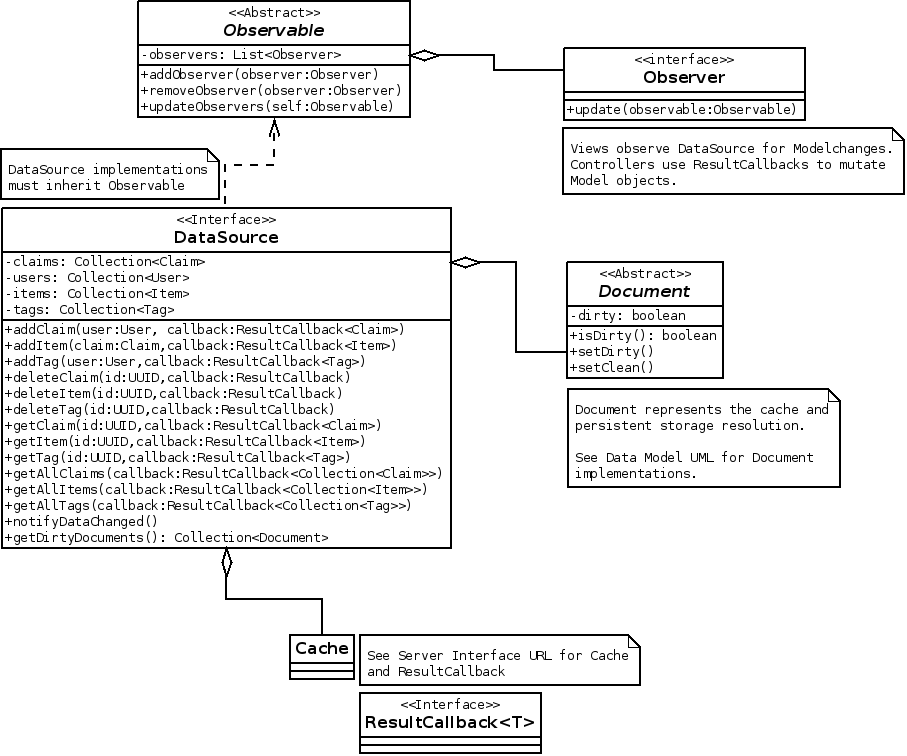 <<Abstract>>
Observable
-observers: List<Observer>
+addObserver(observer:Observer)
+removeObserver(observer:Observer)
+updateObservers(self:Observable)
<<interface>>
Observer
+update(observable:Observable)
Views observe DataSource for Modelchanges.
Controllers use ResultCallbacks to mutate
Model objects.
DataSource implementations
must inherit Observable
<<Interface>>
DataSource
-claims: Collection<Claim>
-users: Collection<User>
-items: Collection<Item>
-tags: Collection<Tag>
+addClaim(user:User, callback:ResultCallback<Claim>)
+addItem(claim:Claim,callback:ResultCallback<Item>)
+addTag(user:User,callback:ResultCallback<Tag>)
+deleteClaim(id:UUID,callback:ResultCallback)
+deleteItem(id:UUID,callback:ResultCallback)
+deleteTag(id:UUID,callback:ResultCallback)
+getClaim(id:UUID,callback:ResultCallback<Claim>)
+getItem(id:UUID,callback:ResultCallback<Item>)
+getTag(id:UUID,callback:ResultCallback<Tag>)
+getAllClaims(callback:ResultCallback<Collection<Claim>>)
+getAllItems(callback:ResultCallback<Collection<Item>>)
+getAllTags(callback:ResultCallback<Collection<Tag>>)
+notifyDataChanged()
+getDirtyDocuments(): Collection<Document>
<<Abstract>>
Document
-dirty: boolean
+isDirty(): boolean
+setDirty()
+setClean()
Document represents the cache and
persistent storage resolution.
See Data Model UML for Document
implementations.
Cache
See Server Interface URL for Cache
and ResultCallback
<<Interface>>
ResultCallback<T>